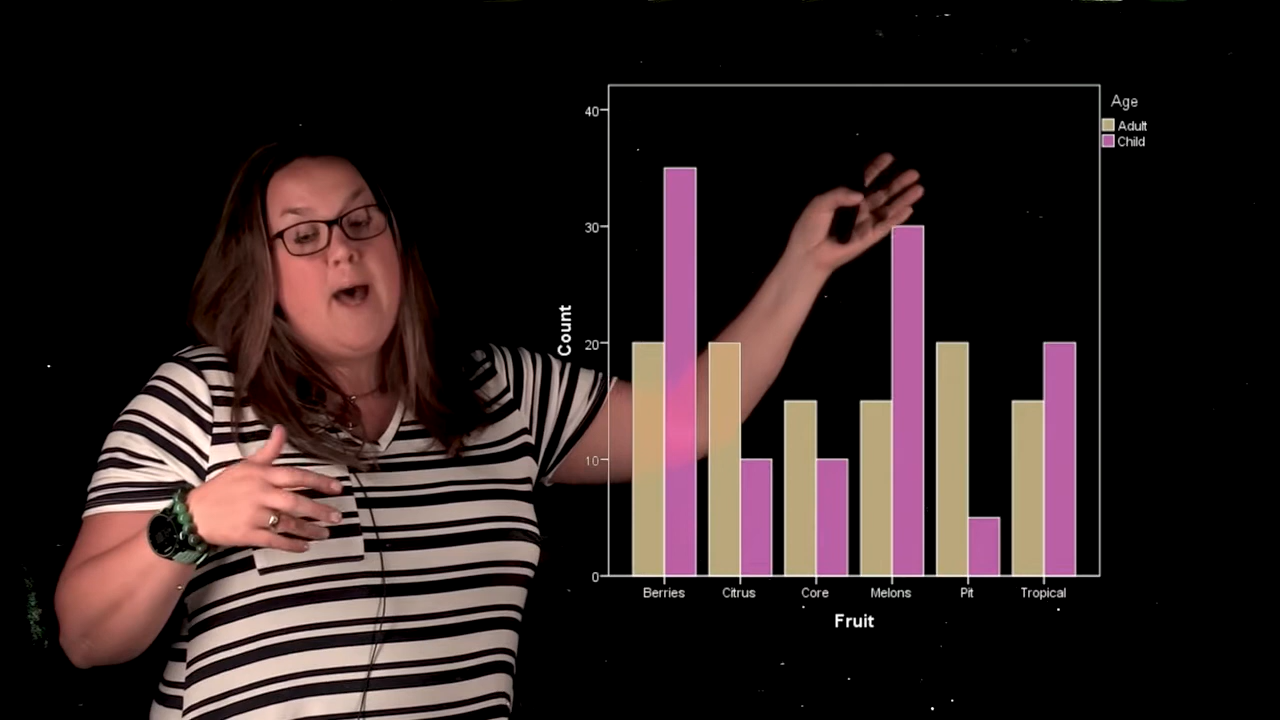 Age
Adult
Child
40
30
20
10
0
Count
Berries Citrus Core Melons Pit Tropical
Fruit